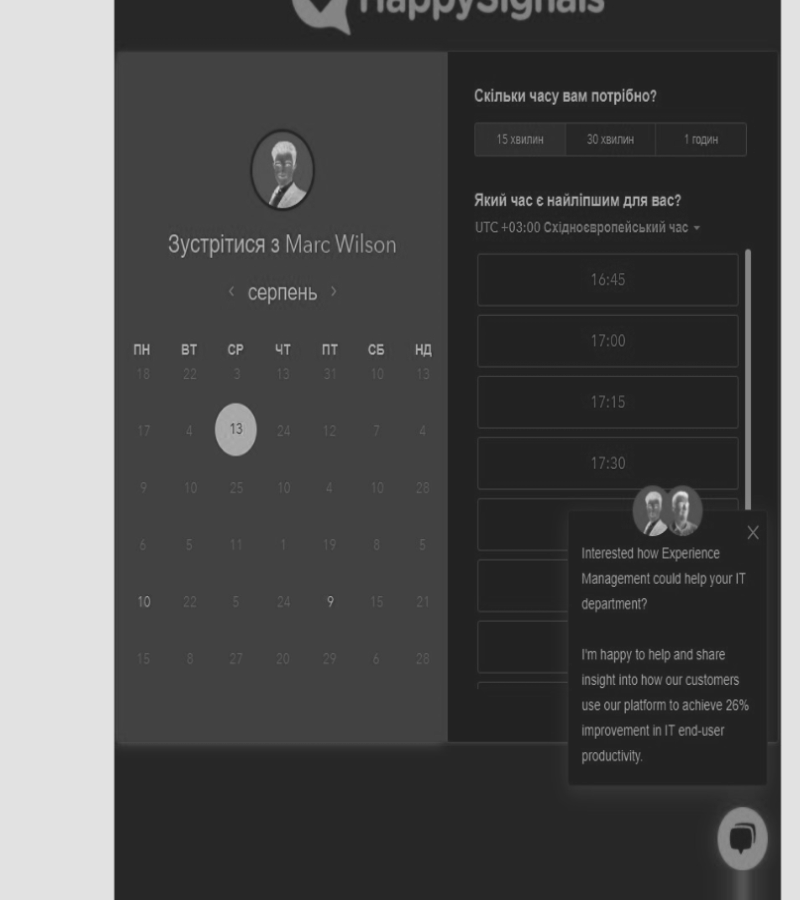 HappySignals
Скільки часу вам потрібно?
15 хвилин 30 хвилин 1 годин
Зустрітися з Marc Wilson
серпень
ПН ВТ СР ЧТ ПТ СБ НД
18 22 3 13 31 10 13
17 4 13 24 12 7 4
9 10 25 10 4 10 28
6 5 11 1 19 8 5
10 22 5 24 9 15 21
15 8 27 20 29 6 28
Який час є найліпшим для вас?
UTC +03:00 Східноєвропейський час
16:45
17:00
17:15
17:30
Interested how Experience
Management could help your IT
department?
I'm happy to help and share
insight into how our customers
use our platform to achieve 26%
improvement in IT end-user
productivity.